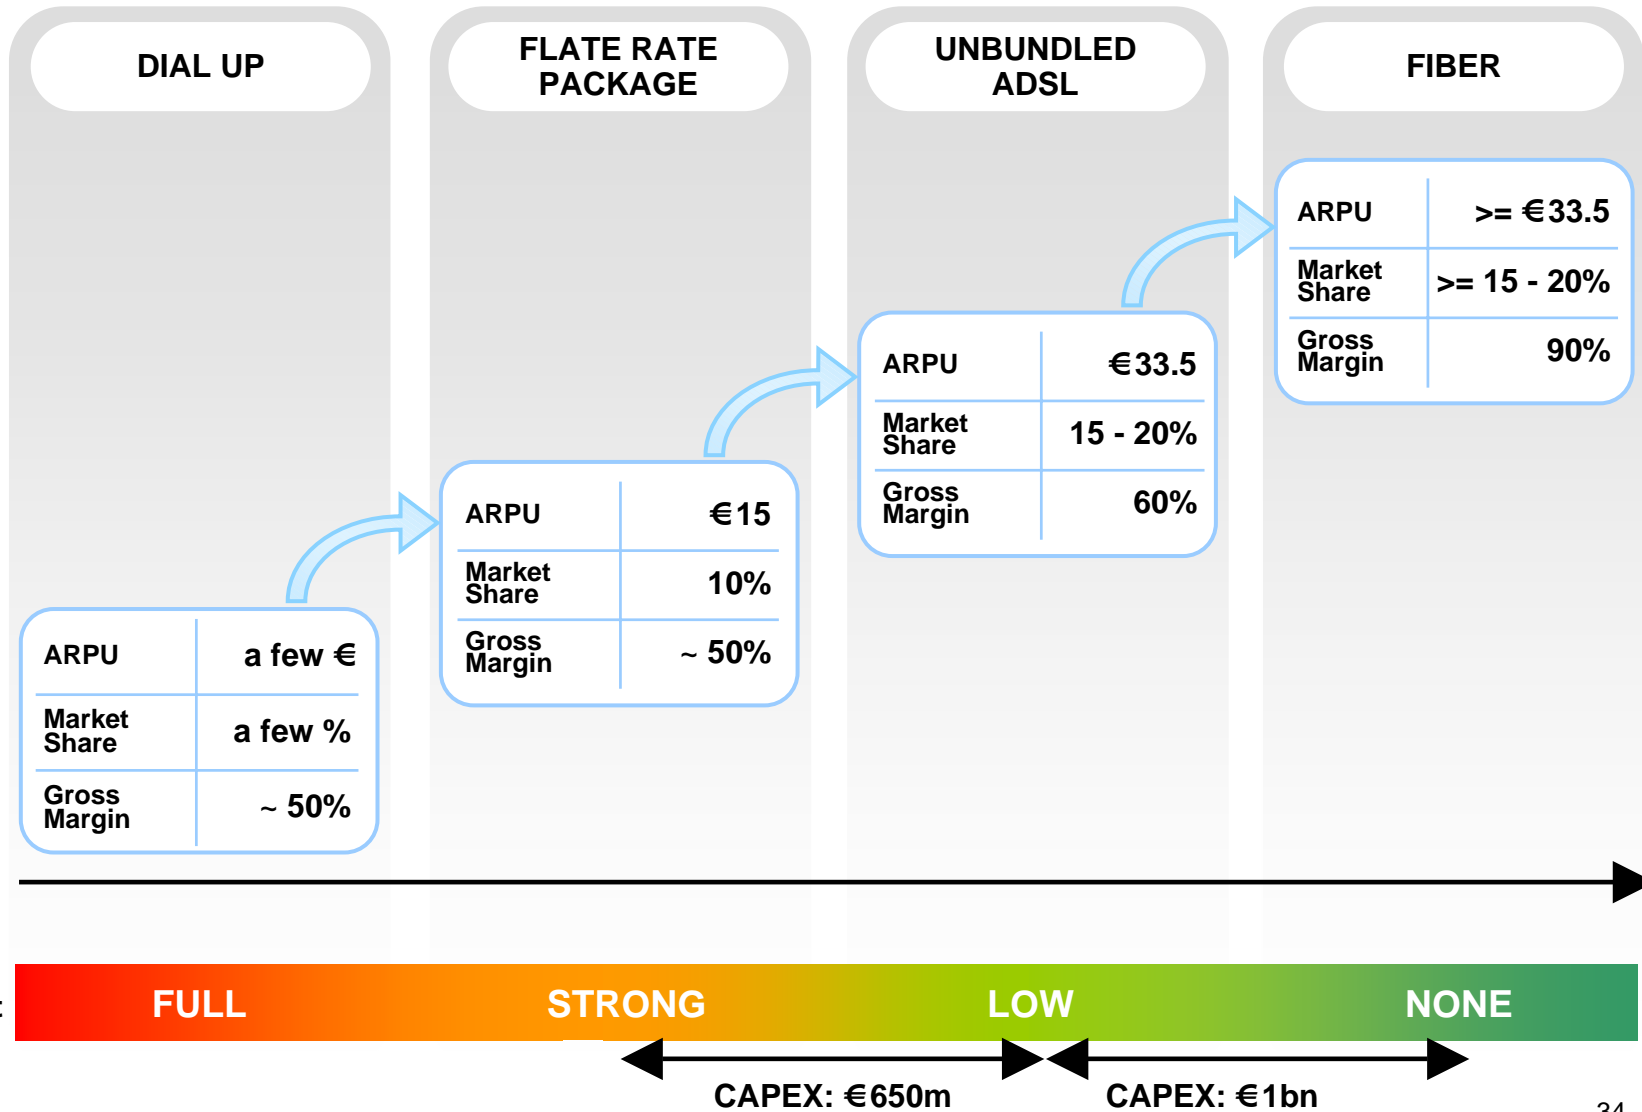 DIAL UP
FLATE RATE
PACKAGE
UNBUNDLED
ADSL
FIBER
ARPU >= €33.5
Market
Share >= 15 - 20%
Gross
Margin 90%
ARPU €33.5
Market
Share 15 - 20%
Gross
Margin 60%
ARPU €15
Market
Share 10%
Gross
Margin ~ 50%
ARPU a few €
Market
Share a few %
Gross
Margin ~ 50%
FULL STRONG LOW NONE
CAPEX: €650m CAPEX: €1bn
34